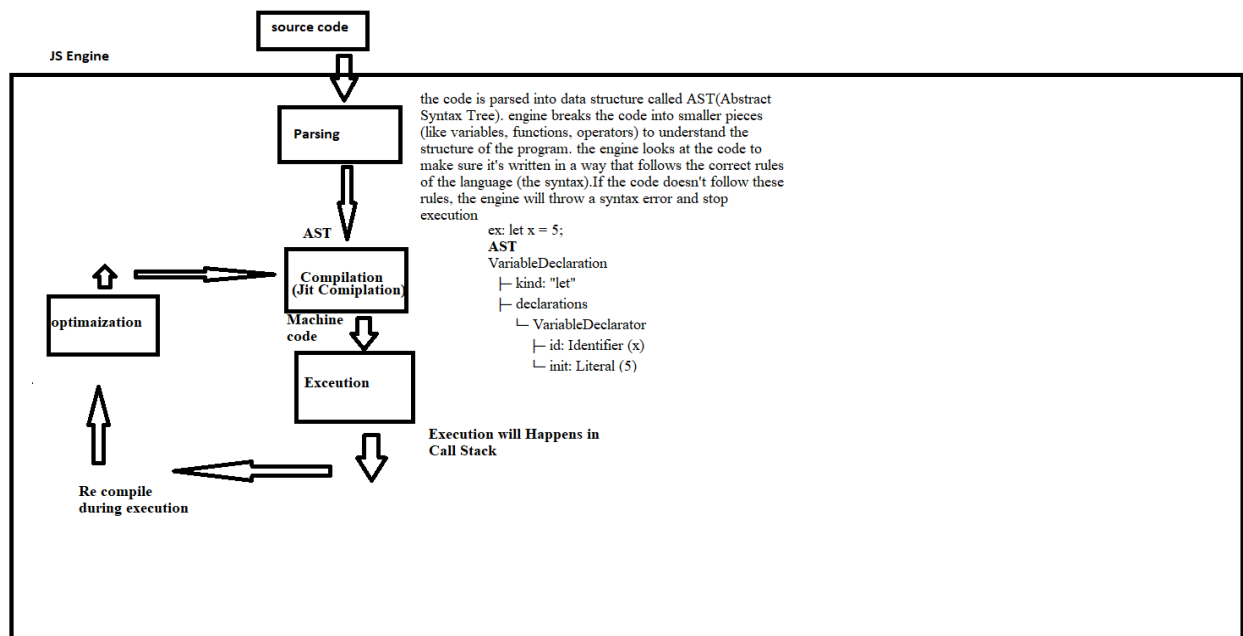 source code
JS Engine
the code is parsed into data structure called AST(Abstract
Syntax Tree). engine breaks the code into smaller pieces
(like variables, functions, operators) to understand the
structure of the program. the engine looks at the code to
make sure it's written in a way that follows the correct rules
of the language (the syntax).If the code doesn't follow these
rules, the engine will throw a syntax error and stop
execution
Parsing
ex: let x = 5;
AST
VariableDeclaration
├─ kind: "let"
├─ declarations
└─ VariableDeclarator
├─ id: Identifier (x)
└─ init: Literal (5)
AST
Compilation
(Jit Comiplation)
optimaization
Machine
code
Exceution
Execution will Happens in
Call Stack
Re compile
during execution